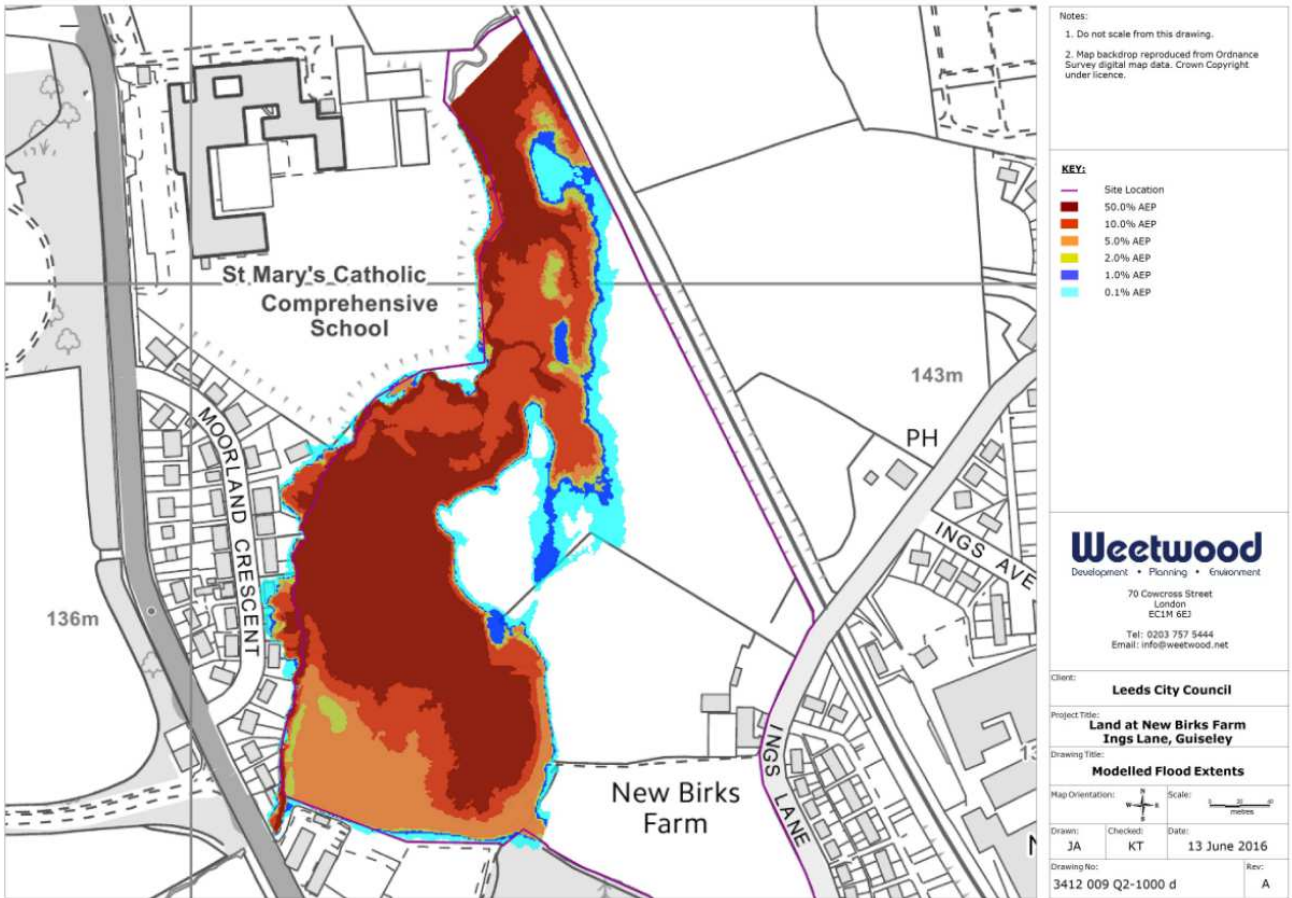 St Mary's Catholic
Comprehensive
School
MOORLAND CRESCENT
136m
143m
PH
INGS AVE
INGS LANE
New Birks
Farm
Notes:
1. Do not scale from this drawing.
2. Map backdrop reproduced from Ordnance
Survey digital map data. Crown Copyright
under licence.
KEY:
Site Location
50.0% AEP
10.0% AEP
5.0% AEP
2.0% AEP
1.0% AEP
0.1% AEP
Weetwood
Development • Planning • Environment
70 Cowcross Street
London
EC1M 6EJ
Tel: 0203 757 5444
Email: info@weetwood.net
Client:
Leeds City Council
Project Title:
Land at New Birks Farm
Ings Lane, Guiseley
Drawing Title:
Modelled Flood Extents
Map Orientation:
N
W E
S
Scale:
metres
Drawn:
JA
Checked:
KT
Date:
13 June 2016
Drawing No:
3412 009 Q2-1000 d
Rev:
A